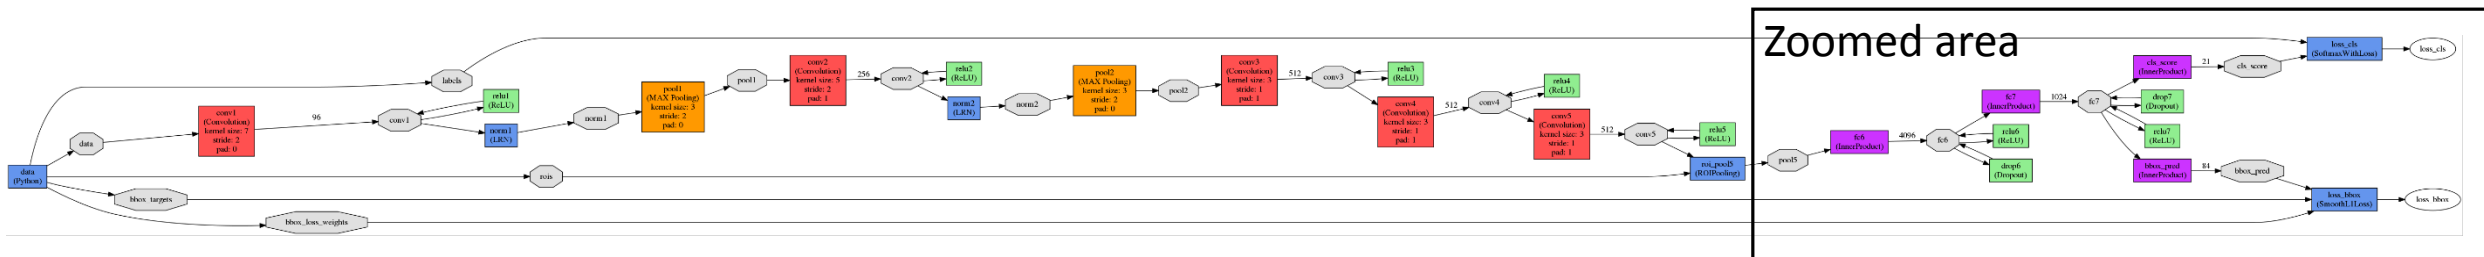 Zoomed area
data
(Python)
data
labels
rois
bbox_targets
bbox_loss_weights
conv1
(Convolution)
kernel size: 7
stride: 2
pad: 0
96
conv1
relu1
(ReLU)
norm1
(LRN)
norm1
pool1
(MAX Pooling)
kernel size: 3
stride: 2
pad: 0
pool1
conv2
(Convolution)
kernel size: 5
stride: 2
pad: 1
256
conv2
relu2
(ReLU)
norm2
(LRN)
norm2
pool2
(MAX Pooling)
kernel size: 3
stride: 2
pad: 0
pool2
conv3
(Convolution)
kernel size: 3
stride: 1
pad: 1
512
conv3
relu3
(ReLU)
conv4
(Convolution)
kernel size: 3
stride: 1
pad: 1
512
conv4
relu4
(ReLU)
conv5
(Convolution)
kernel size: 3
stride: 1
pad: 1
512
conv5
relu5
(ReLU)
roi_pool5
(ROIPooling)
pool5
fc6
(InnerProduct)
4096
fc6
relu6
(ReLU)
drop6
(Dropout)
fc7
(InnerProduct)
1024
fc7
drop7
(Dropout)
relu7
(ReLU)
cls_score
(InnerProduct)
21
cls_score
bbox_pred
(InnerProduct)
84
bbox_pred
loss_cls
(SoftmaxWithLoss)
loss_cls
loss_bbox
(SmoothL1Loss)
loss_bbox